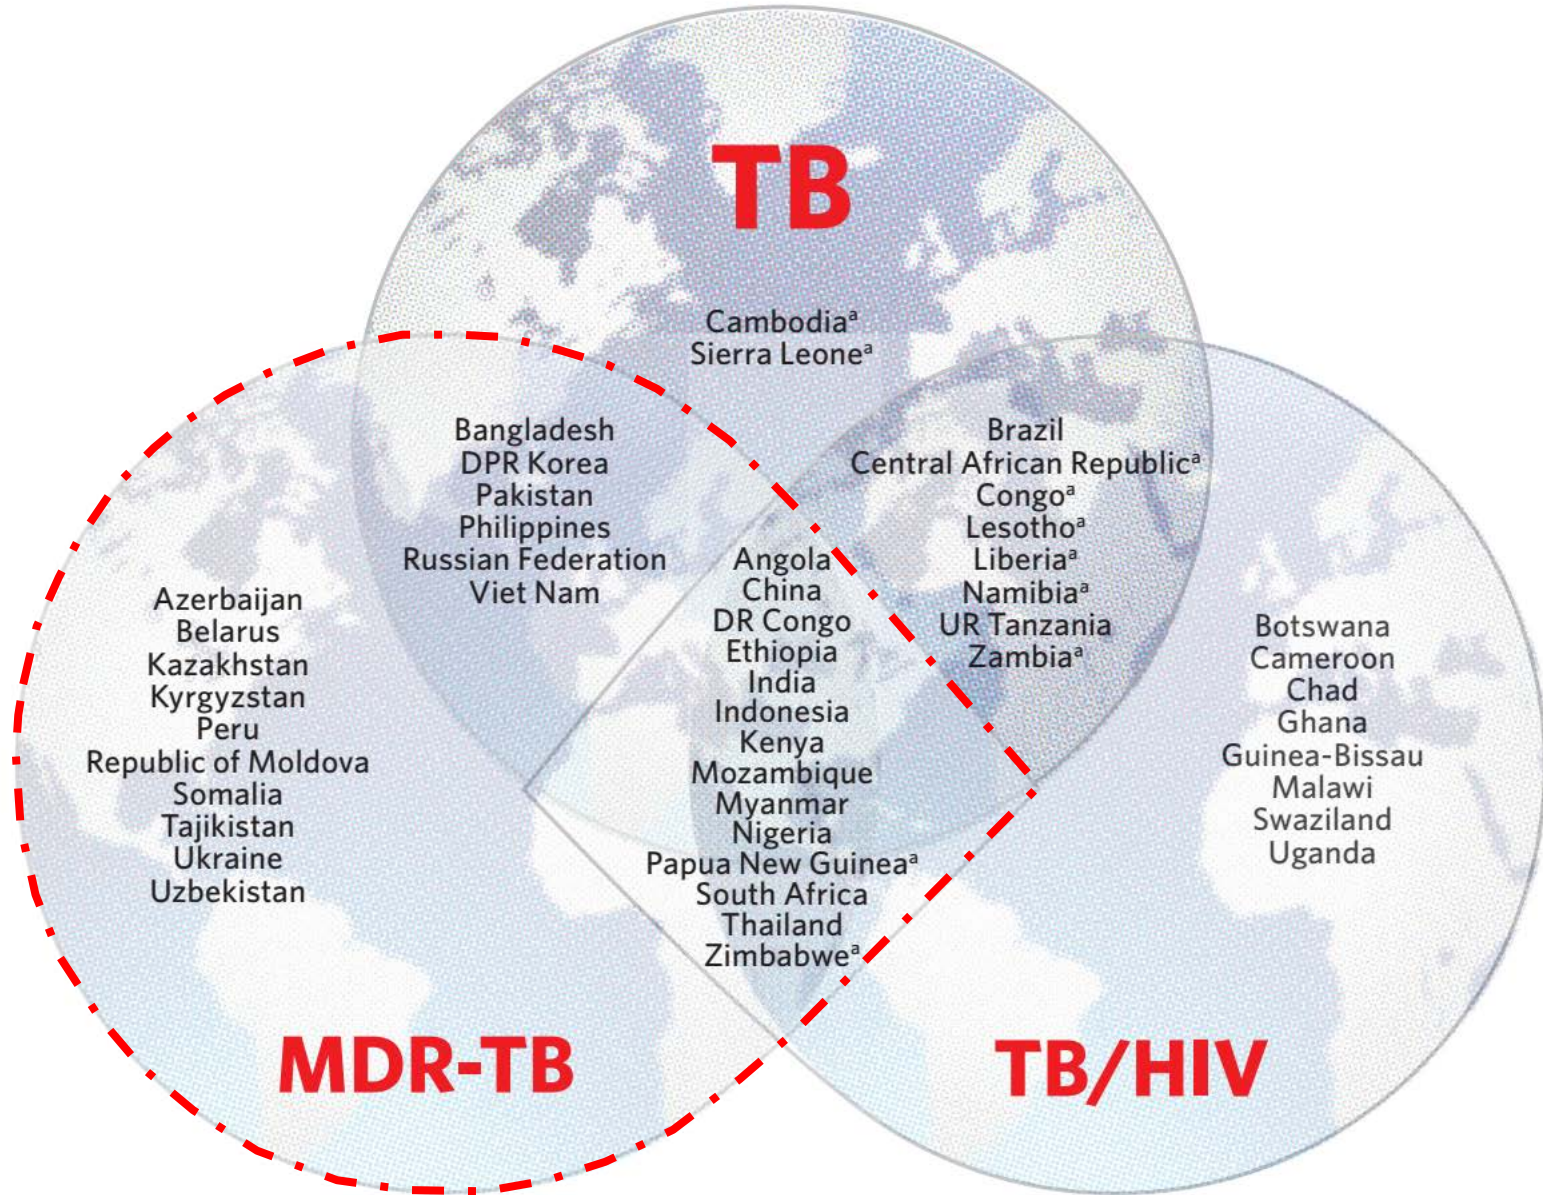 TB
Cambodiaᵃ
Sierra Leoneᵃ
Bangladesh
DPR Korea
Pakistan
Philippines
Russian Federation
Viet Nam
Brazil
Central African Republicᵃ
Congoᵃ
Lesothoᵃ
Liberiaᵃ
Namibiaᵃ
UR Tanzania
Zambiaᵃ
Angola
China
DR Congo
Ethiopia
India
Indonesia
Kenya
Mozambique
Myanmar
Nigeria
Papua New Guineaᵃ
South Africa
Thailand
Zimbabweᵃ
Azerbaijan
Belarus
Kazakhstan
Kyrgyzstan
Peru
Republic of Moldova
Somalia
Tajikistan
Ukraine
Uzbekistan
Botswana
Cameroon
Chad
Ghana
Guinea-Bissau
Malawi
Swaziland
Uganda
MDR-TB
TB/HIV